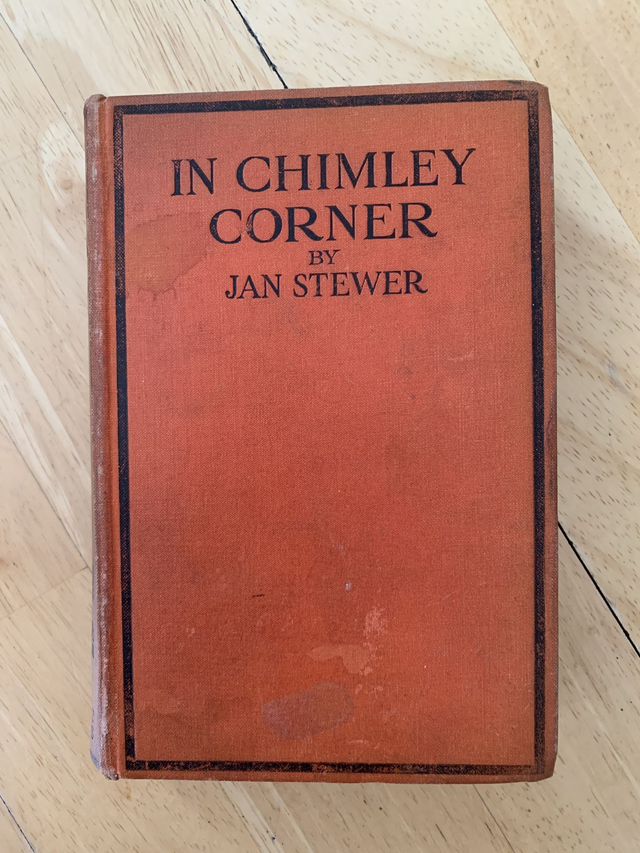 IN CHIMLEY
CORNER
BY
JAN STEWER